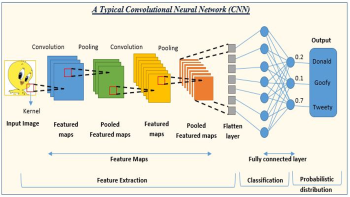 A Typical Convolutional Neural Network (CNN)
Convolution
Pooling
Convolution
Pooling
Output
Kernel
Input Image
Featured
maps
Pooled
Featured maps
Featured
maps
Pooled
Featured maps
Flatten
layer
0.2
0.1
0.7
Donald
Goofy
Tweety
Fully connected layer
Feature Maps
Feature Extraction
Classification
Probabilistic
distribution